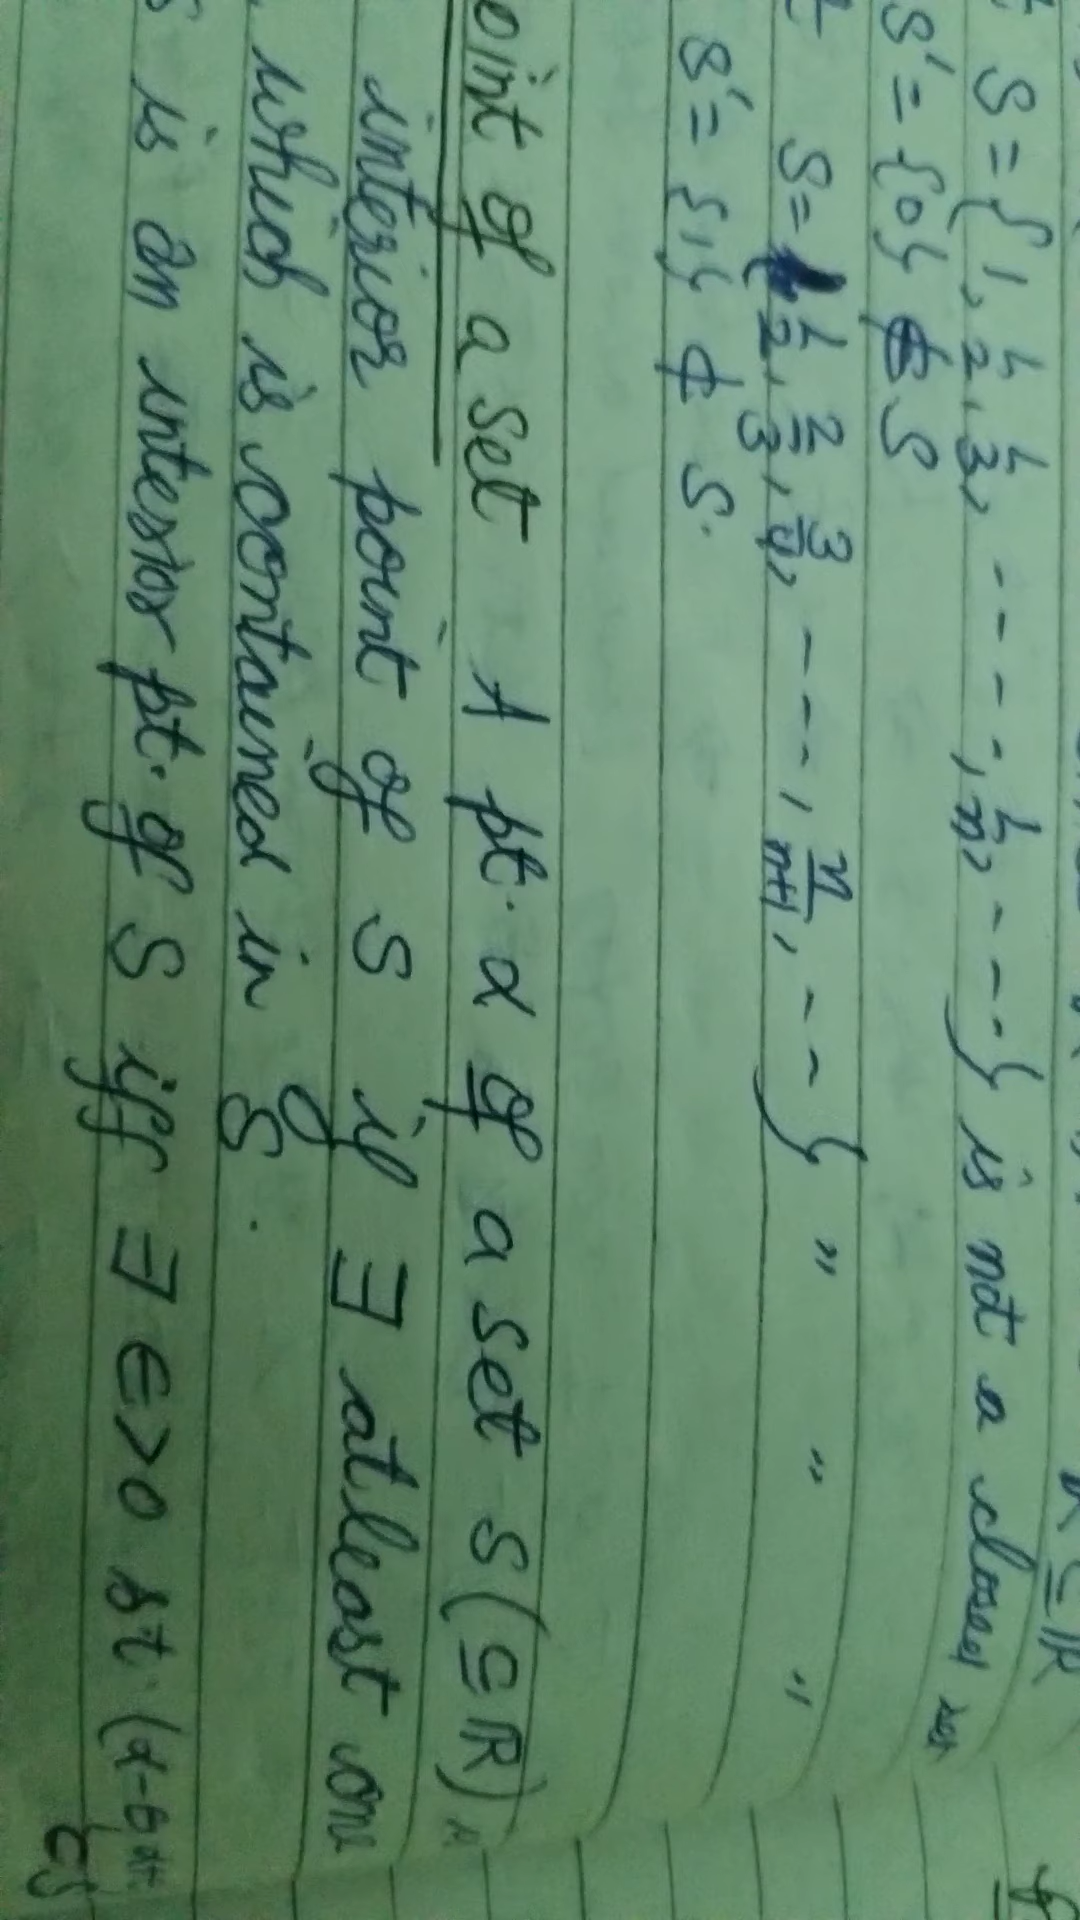 S = {1, 1/2, 1/3, ----, 1/n, ---} is not a closed set
S' = {0} ⊄ S
S = {1/2, 2/3, 3/4, ---, n/n+1, --} " " "
S' = {1} ⊄ S.
oint of a set A pt. α of a set S (⊆ R)
interior point of S if ∃ atleast one
which is contained in S.
S is an interior pt. of S iff ∃ ∈>0 st. (α-∈
⊆ S